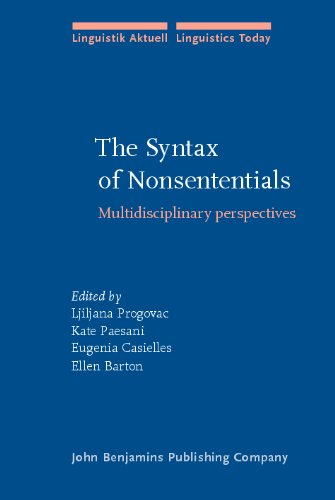 Linguistik Aktuell Linguistics Today
The Syntax
of Nonsententials
Multidisciplinary perspectives
Edited by
Ljiljana Progovac
Kate Paesani
Eugenia Casielles
Ellen Barton
John Benjamins Publishing Company